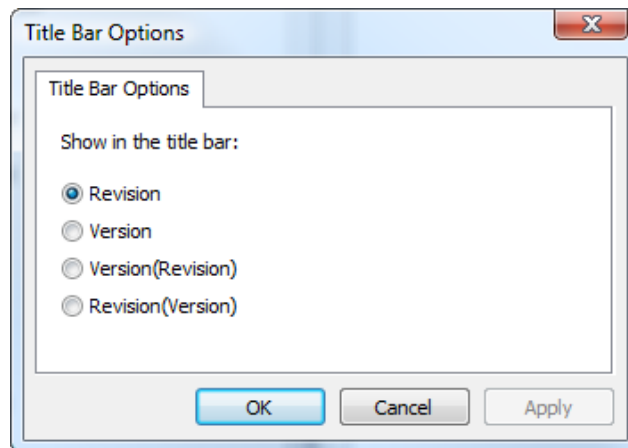 Title Bar Options
Title Bar Options
Show in the title bar:
Revision
Version
Version(Revision)
Revision(Version)
OK Cancel Apply